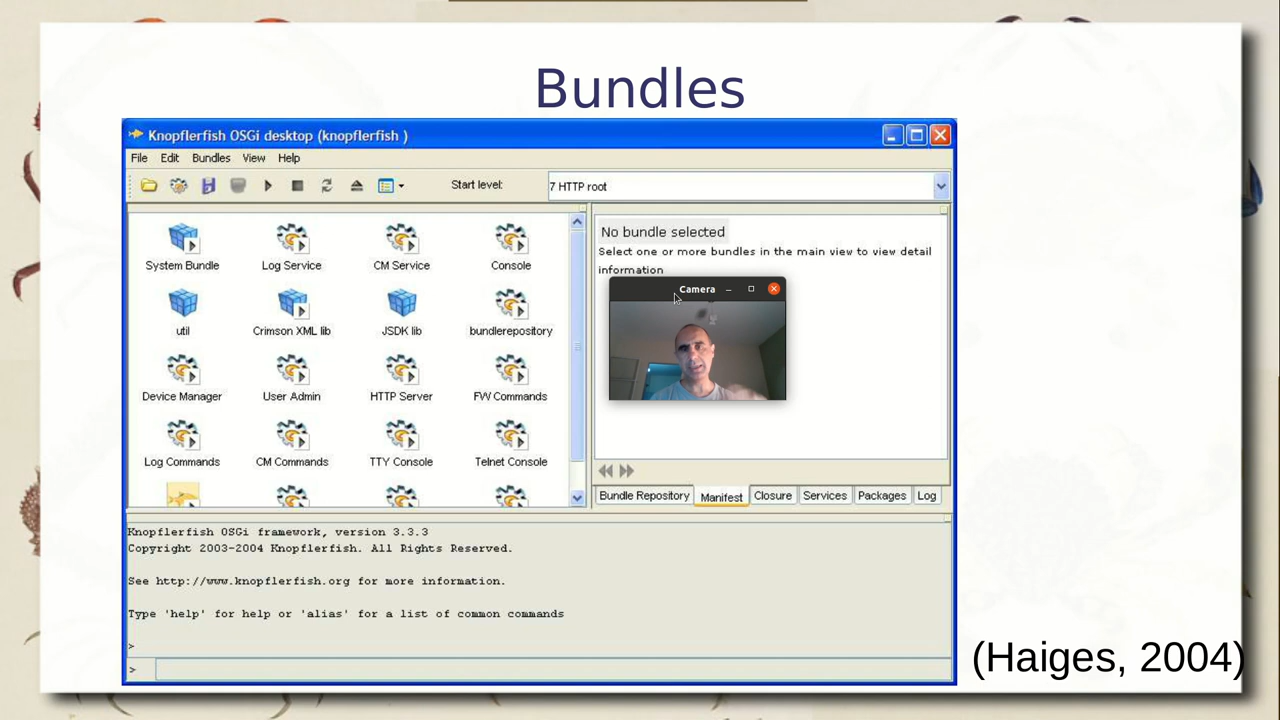 Bundles
Knopflerfish OSGi desktop (knopflerfish )
File Edit Bundles View Help
Start level: 7 HTTP root
System Bundle Log Service CM Service Console
util Crimson XML lib JSDK lib bundlerepository
Device Manager User Admin HTTP Server FW Commands
Log Commands CM Commands TTY Console Telnet Console
No bundle selected
Select one or more bundles in the main view to view detail
information
Camera
Bundle Repository Manifest Closure Services Packages Log
Knopflerfish OSGi framework, version 3.3.3
Copyright 2003-2004 Knopflerfish. All Rights Reserved.
See http://www.knopflerfish.org for more information.
Type 'help' for help or 'alias' for a list of common commands
>
>
(Haiges, 2004)